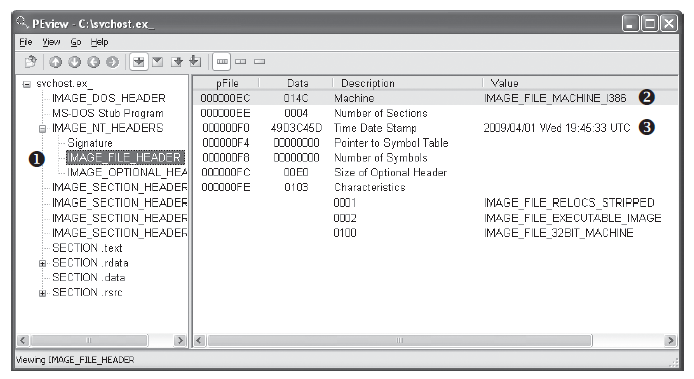 PEview - C:\svchost.ex_
File View Go Help
pFile Data Description Value
svchost.ex_
IMAGE_DOS_HEADER
MS-DOS Stub Program
IMAGE_NT_HEADERS
Signature
❶ IMAGE_FILE_HEADER
IMAGE_OPTIONAL_HEA
IMAGE_SECTION_HEADER
IMAGE_SECTION_HEADER
IMAGE_SECTION_HEADER
IMAGE_SECTION_HEADER
SECTION .text
SECTION .rdata
SECTION .data
SECTION .rsrc
000000EC 014C Machine IMAGE_FILE_MACHINE_I386 ❷
000000EE 0004 Number of Sections
000000F0 49D3C45D Time Date Stamp 2009/04/01 Wed 19:45:33 UTC ❸
000000F4 00000000 Pointer to Symbol Table
000000F8 00000000 Number of Symbols
000000FC 00E0 Size of Optional Header
000000FE 0103 Characteristics
0001 IMAGE_FILE_RELOCS_STRIPPED
0002 IMAGE_FILE_EXECUTABLE_IMAGE
0100 IMAGE_FILE_32BIT_MACHINE
Viewing IMAGE_FILE_HEADER